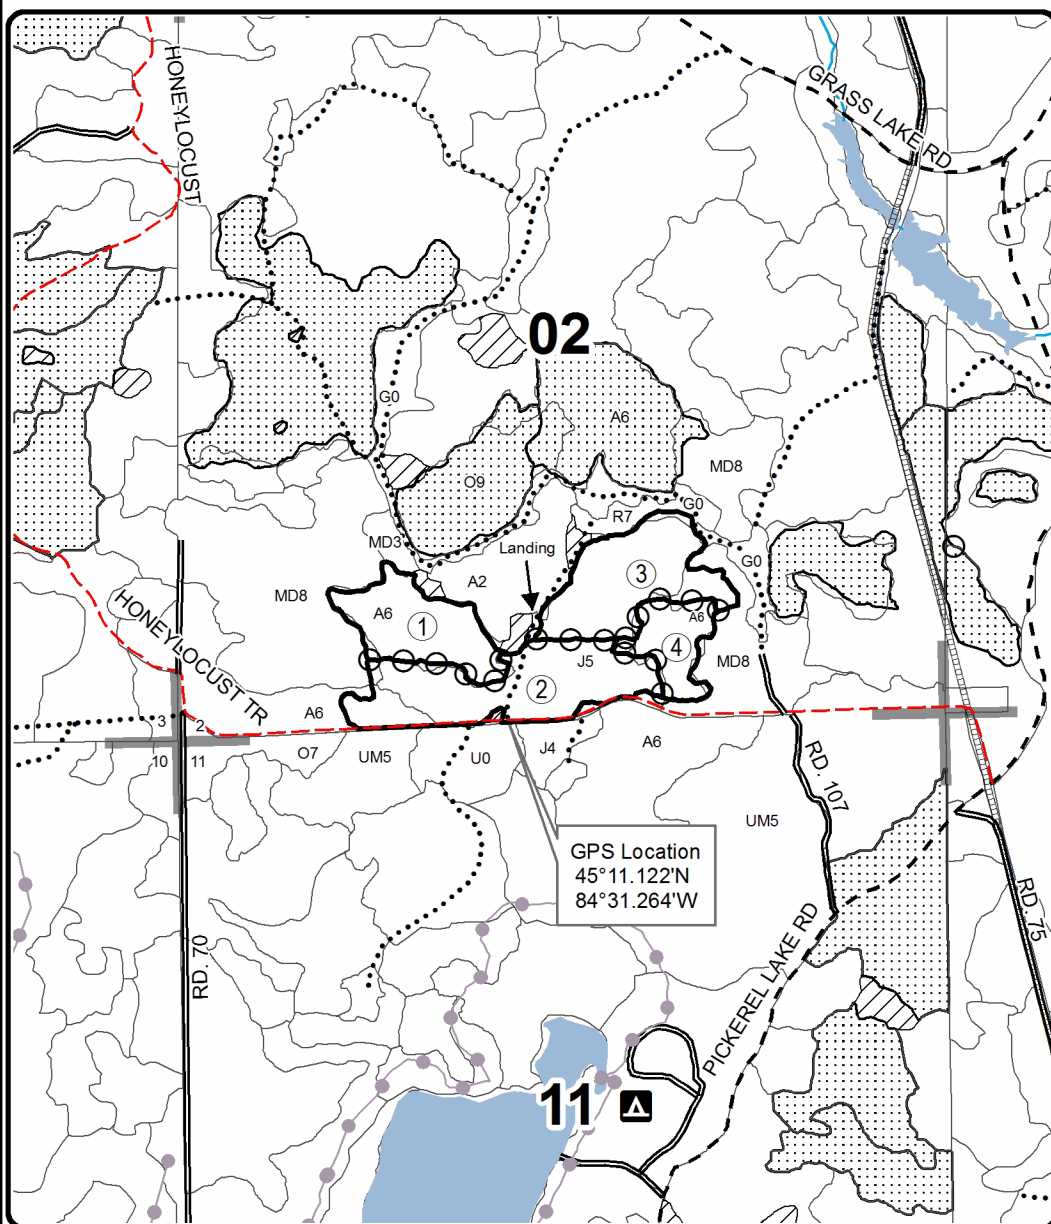 HONEYLOCUST
GRASS LAKE RD
02
G0
A6
O9
MD8
R7
G0
MD3
Landing
A2
G0
3
MD8
A6
1
A6
HONEYLOCUST TR
J5
4
MD8
2
A6
3
2
10
11
O7
UM5
U0
J4
A6
RD. 107
UM5
GPS Location
45°11.122'N
84°31.264'W
RD. 75
RD. 70
PICKEREL LAKE RD
11